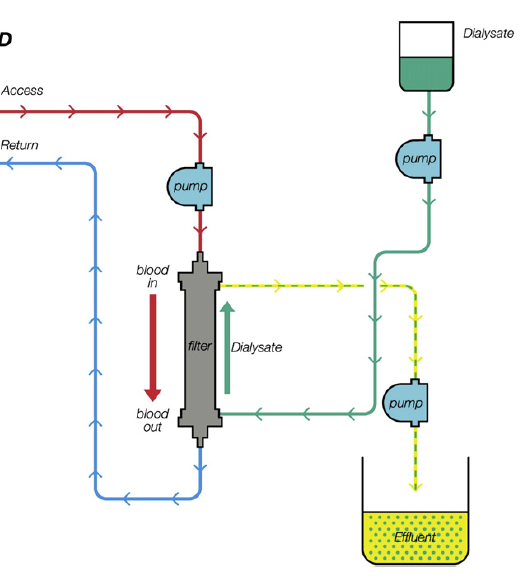 D
Dialysate
Access
Return
pump
pump
blood
in
filter
Dialysate
blood
out
pump
Effluent